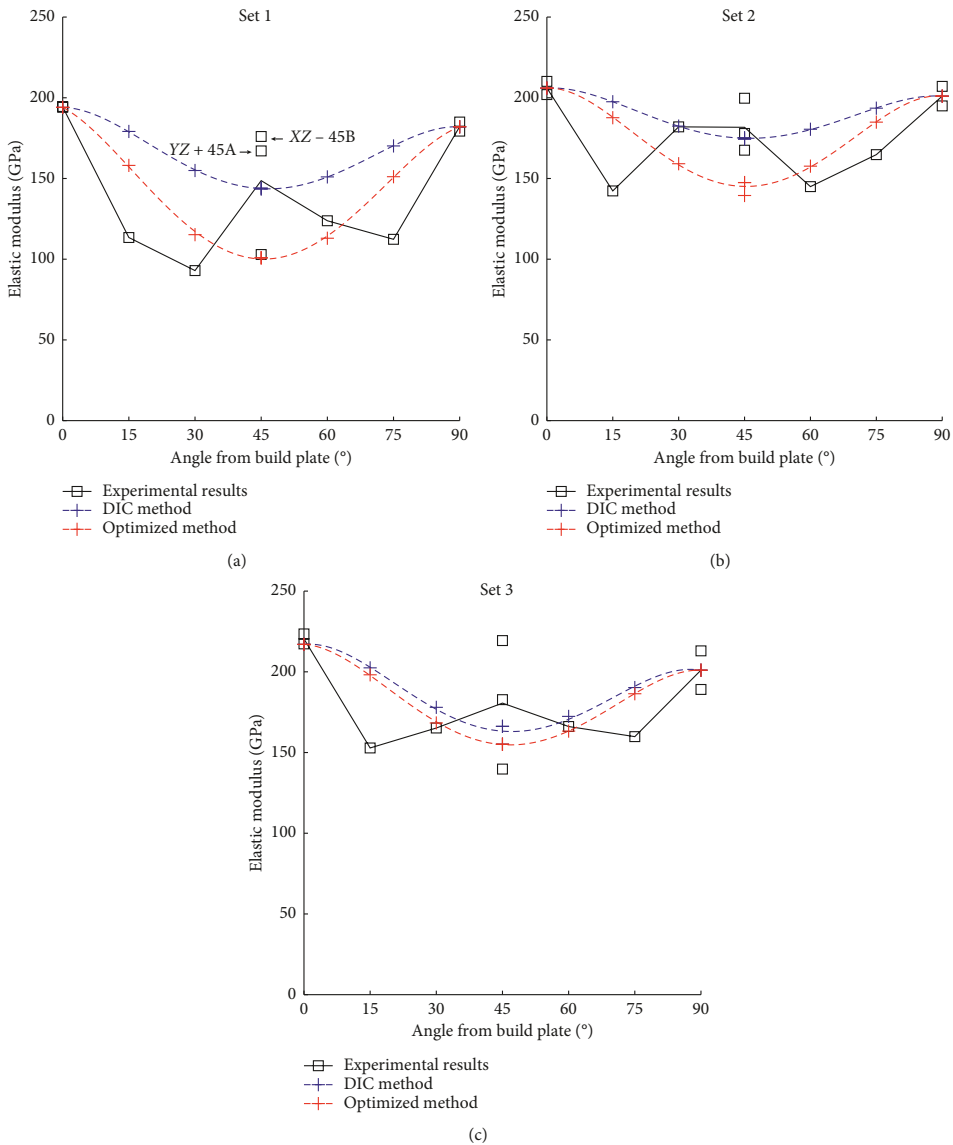 Set 1
250
200
150
100
50
0
Elastic modulus (GPa)
XZ – 45B
YZ + 45A
0 15 30 45 60 75 90
Angle from build plate (°)
Experimental results
DIC method
Optimized method
(a)
Set 2
250
200
150
100
50
0
Elastic modulus (GPa)
0 15 30 45 60 75 90
Angle from build plate (°)
Experimental results
DIC method
Optimized method
(b)
Set 3
250
200
150
100
50
0
Elastic modulus (GPa)
0 15 30 45 60 75 90
Angle from build plate (°)
Experimental results
DIC method
Optimized method
(c)